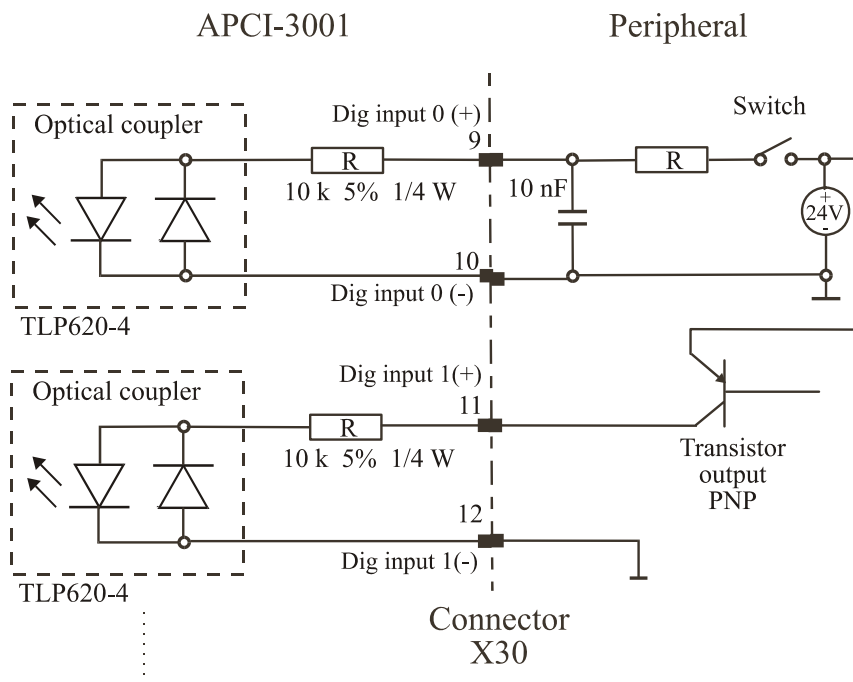 APCI-3001
Peripheral
Optical coupler
Dig input 0 (+)
9
R
10 k 5% 1/4 W
10 nF
R
Switch
+
24V
-
10
Dig input 0 (-)
TLP620-4
Optical coupler
Dig input 1(+)
11
R
10 k 5% 1/4 W
Transistor
output
PNP
12
Dig input 1(-)
TLP620-4
Connector
X30